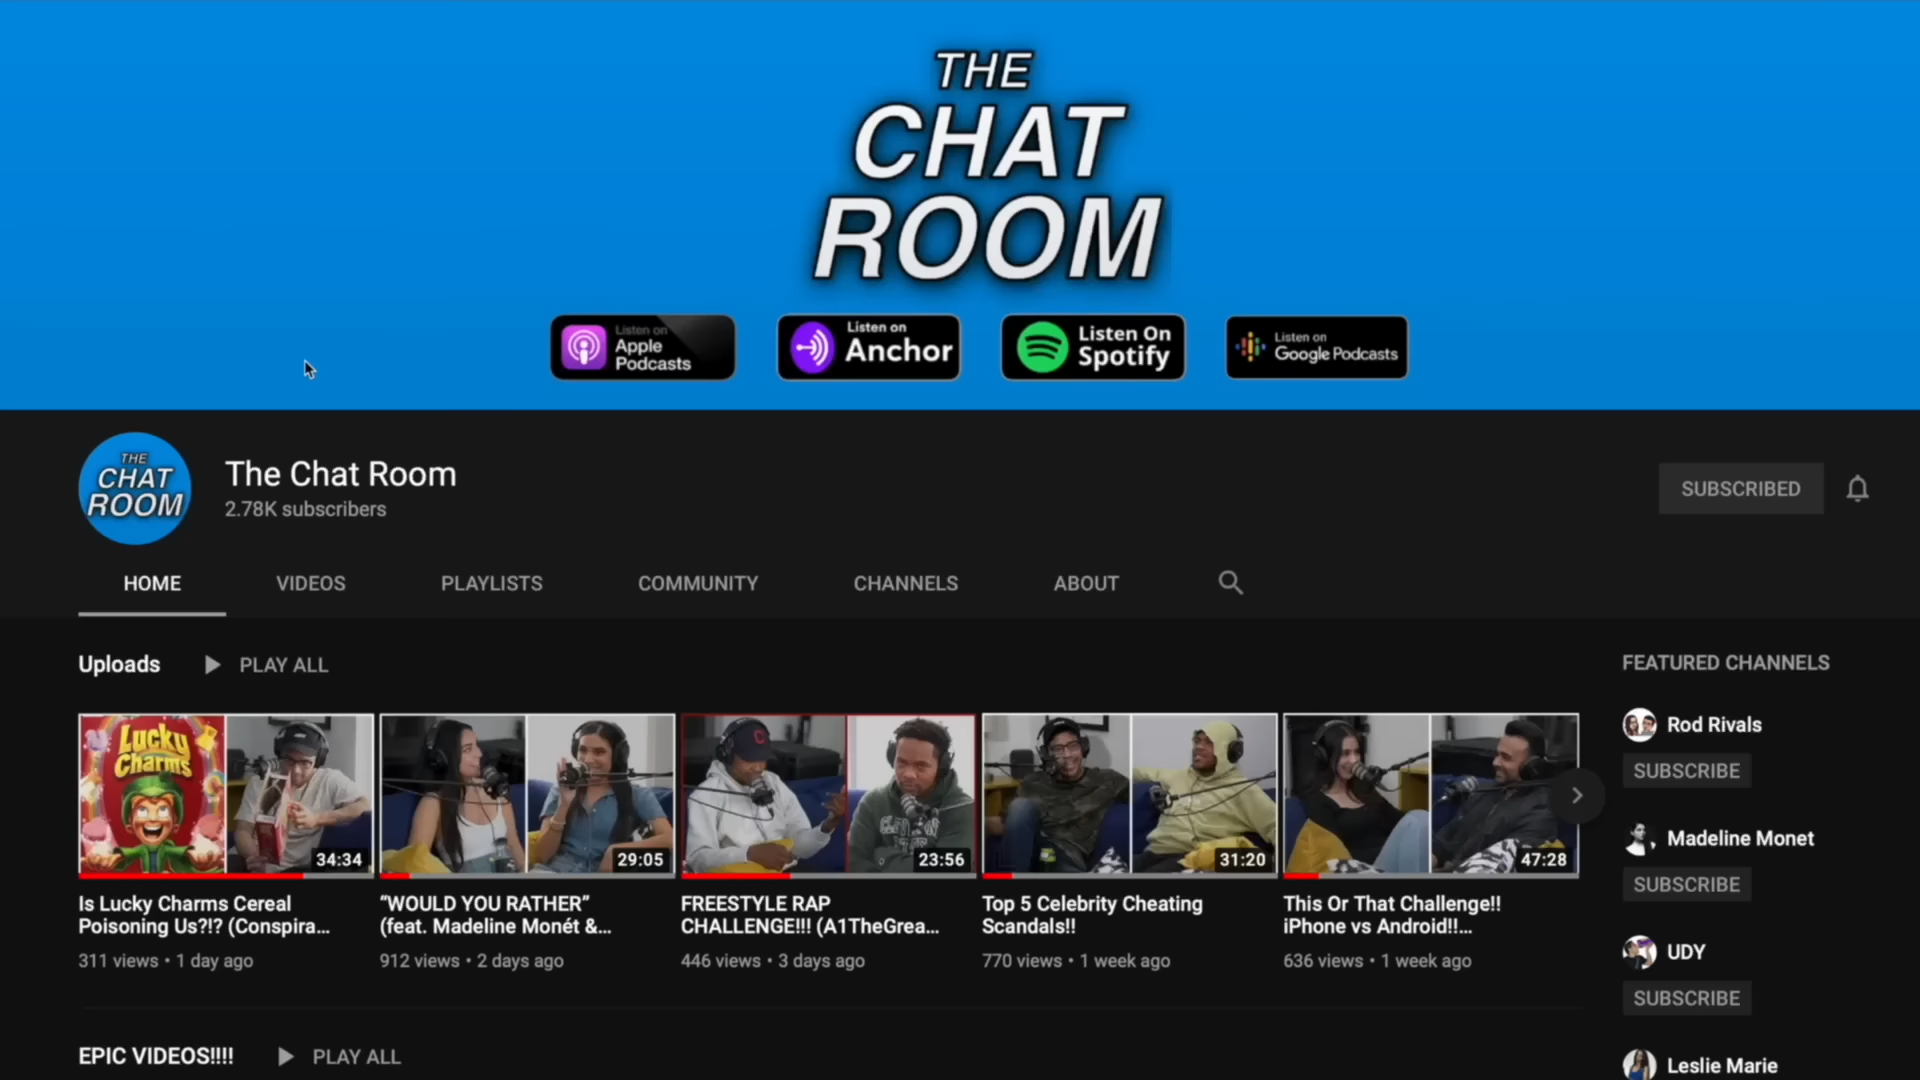 THE
CHAT
ROOM
Listen on
Apple
Podcasts
Listen on
Anchor
Listen On
Spotify
Listen on
Google Podcasts
THE
CHAT
ROOM
The Chat Room
2.78K subscribers
SUBSCRIBED
HOME
VIDEOS
PLAYLISTS
COMMUNITY
CHANNELS
ABOUT
Uploads
PLAY ALL
Lucky
Charms
34:34
Is Lucky Charms Cereal
Poisoning Us?!? (Conspira...
311 views • 1 day ago
29:05
“WOULD YOU RATHER”
(feat. Madeline Monét &...
912 views • 2 days ago
C
23:56
FREESTYLE RAP
CHALLENGE!!! (A1TheGrea...
446 views • 3 days ago
31:20
Top 5 Celebrity Cheating
Scandals!!
770 views • 1 week ago
47:28
This Or That Challenge!!
iPhone vs Android!!...
636 views • 1 week ago
FEATURED CHANNELS
Rod Rivals
SUBSCRIBE
Madeline Monet
SUBSCRIBE
UDY
SUBSCRIBE
Leslie Marie
EPIC VIDEOS!!!!
PLAY ALL